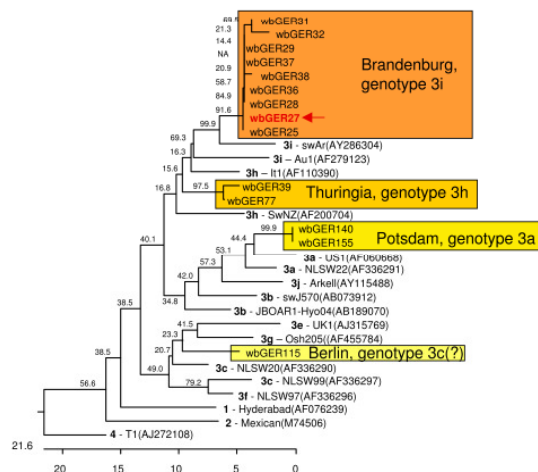 69.5 wbGER31
21.3 wbGER32
14.4 wbGER29
NA wbGER37
20.9 wbGER38
58.7 wbGER36
84.9 wbGER28
91.6 wbGER27
wbGER25
Brandenburg,
genotype 3i
99.9
69.3 3i - swAr(AY286304)
16.3 3i - Au1(AF279123)
15.6 3h - It1(AF110390)
97.5 wbGER39
wbGER77
Thuringia, genotype 3h
16.8 3h - SwNZ(AF200704)
99.9 wbGER140
wbGER155
Potsdam, genotype 3a
44.4 3a - US1(AF060668)
53.1 3a - NLSW22(AF336291)
57.3 3j - Arkell(AY115488)
42.0 3b - swJ570(AB073912)
34.8 3b - JBOAR1-Hyo04(AB189070)
40.1
41.5 3e - UK1(AJ315769)
23.3 3g - Osh205((AF455784)
20.7 wbGER115 Berlin, genotype 3c(?)
3c - NLSW20(AF336290)
49.0 3c - NLSW99(AF336297)
79.2 3f - NLSW97(AF336296)
38.5
38.5 1 - Hyderabad(AF076239)
56.6 2 - Mexican(M74506)
4 - T1(AJ272108)
21.6
20 15 10 5 0